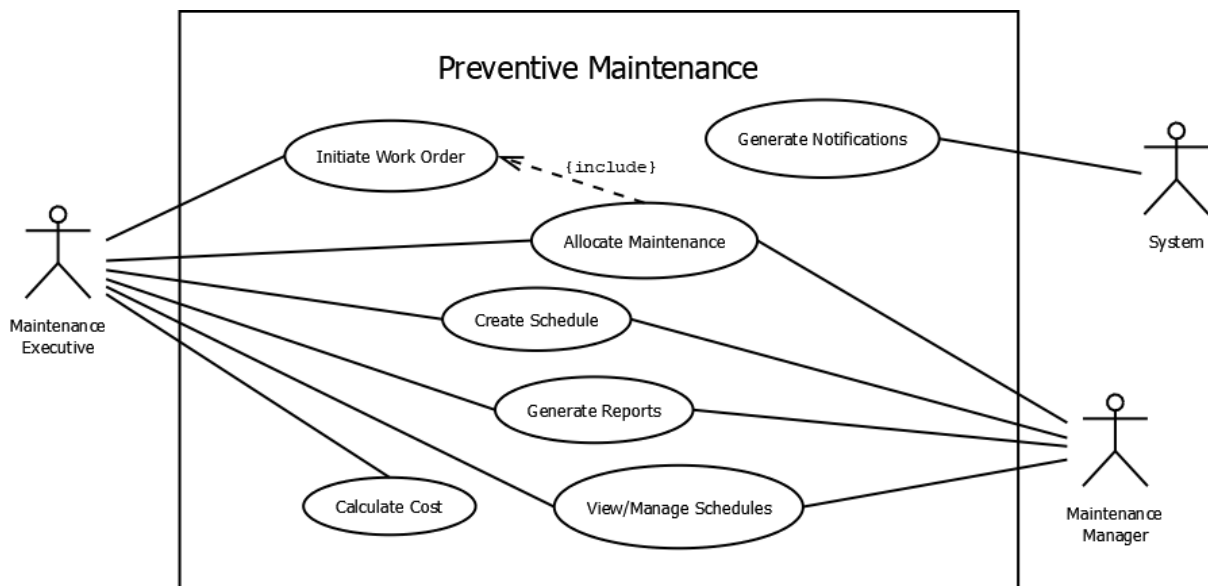 Preventive Maintenance
Generate Notifications
Initiate Work Order
{include}
Allocate Maintenance
System
Maintenance
Executive
Create Schedule
Generate Reports
Calculate Cost
View/Manage Schedules
Maintenance
Manager